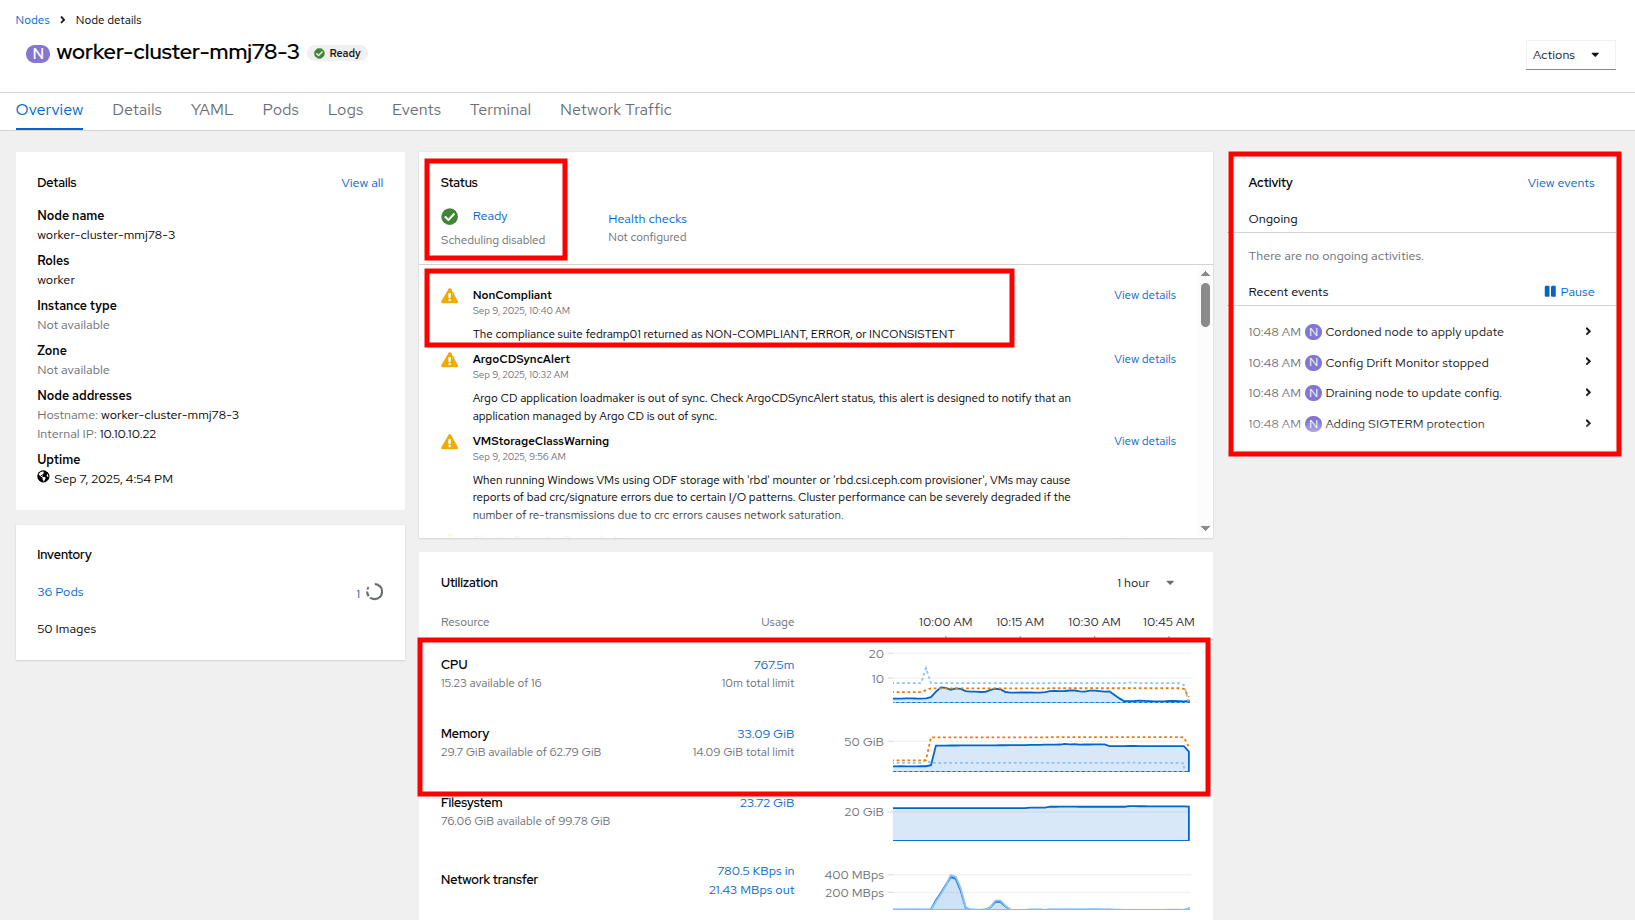 Nodes > Node details
N worker-cluster-mmj78-3 Ready
Actions
Overview Details YAML Pods Logs Events Terminal Network Traffic
Details View all
Node name
worker-cluster-mmj78-3
Roles
worker
Instance type
Not available
Zone
Not available
Node addresses
Hostname: worker-cluster-mmj78-3
Internal IP: 10.10.10.22
Uptime
Sep 7, 2025, 4:54 PM
Inventory
36 Pods 1
50 Images
Status
Ready
Scheduling disabled
Health checks
Not configured
NonCompliant View details
Sep 9, 2025, 10:40 AM
The compliance suite fedramp01 returned as NON-COMPLIANT, ERROR, or INCONSISTENT
ArgoCDSyncAlert View details
Sep 9, 2025, 10:32 AM
Argo CD application loadmaker is out of sync. Check ArgoCDSyncAlert status, this alert is designed to notify that an
application managed by Argo CD is out of sync.
VMStorageClassWarning View details
Sep 9, 2025, 9:56 AM
When running Windows VMs using ODF storage with 'rbd' mounter or 'rbd.csi.ceph.com provisioner', VMs may cause
reports of bad crc/signature errors due to certain I/O patterns. Cluster performance can be severely degraded if the
number of re-transmissions due to crc errors causes network saturation.
Utilization 1 hour
Resource Usage 10:00 AM 10:15 AM 10:30 AM 10:45 AM
CPU 767.5m
15.23 available of 16 10m total limit
20
10
Memory 33.09 GiB
29.7 GiB available of 62.79 GiB 14.09 GiB total limit
50 GiB
Filesystem 23.72 GiB
76.06 GiB available of 99.78 GiB
20 GiB
Network transfer 780.5 KBps in
21.43 MBps out
400 MBps
200 MBps
Activity View events
Ongoing
There are no ongoing activities.
Recent events Pause
10:48 AM N Cordoned node to apply update
10:48 AM N Config Drift Monitor stopped
10:48 AM N Draining node to update config.
10:48 AM N Adding SIGTERM protection